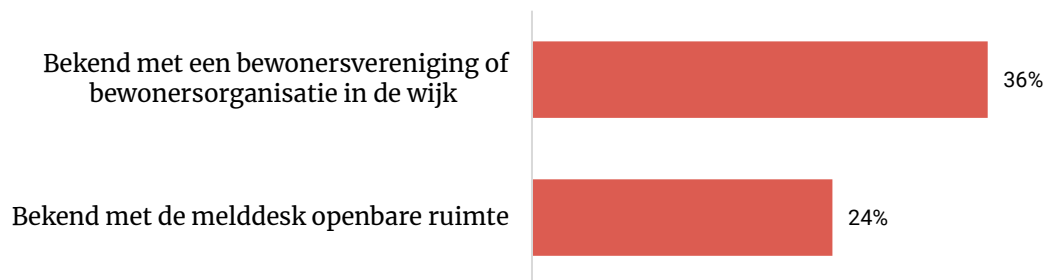 Bekend met een bewonersvereniging of
bewonersorganisatie in de wijk
36%
Bekend met de melddesk openbare ruimte
24%